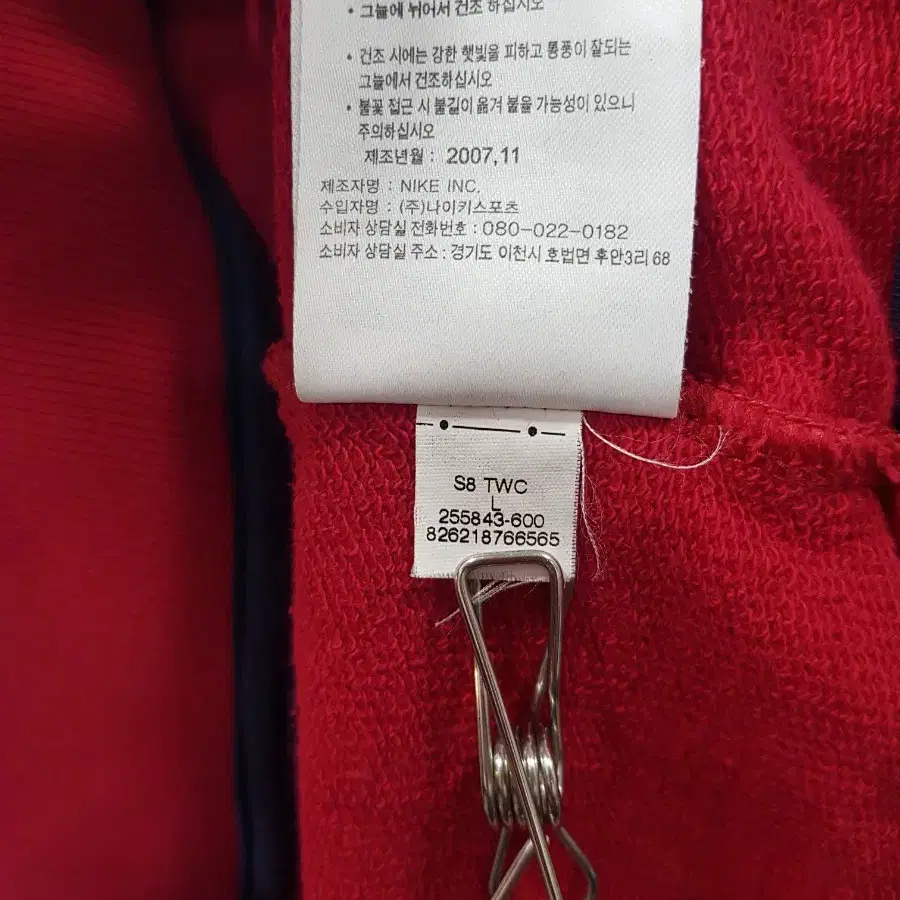 • 그늘에 뉘어서 건조 하십시오
• 건조 시에는 강한 햇빛을 피하고 통풍이 잘되는
그늘에서 건조하십시오
• 불꽃 접근 시 불길이 옮겨 붙을 가능성이 있으니
주의하십시오
제조년월 : 2007,11
제조자명 : NIKE INC.
수입자명 : (주)나이키스포츠
소비자 상담실 전화번호 : 080-022-0182
소비자 상담실 주소 : 경기도 이천시 호법면 후안3리 68
S8 TWC
L
255843-600
826218766565